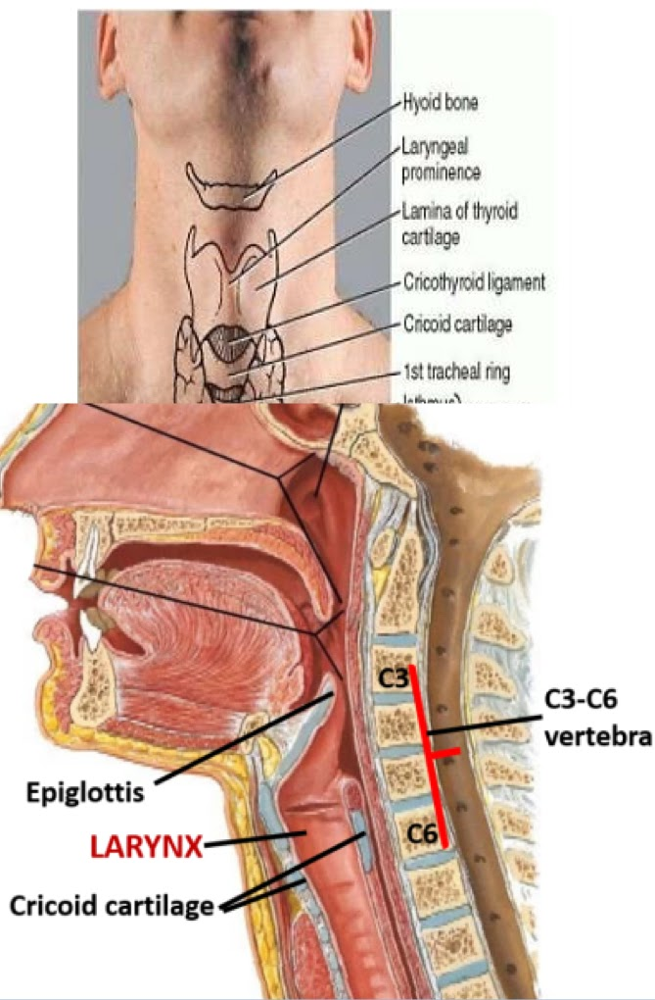 Hyoid bone
Laryngeal
prominence
Lamina of thyroid
cartilage
Cricothyroid ligament
Cricoid cartilage
1st tracheal ring
C3
C3-C6
vertebra
Epiglottis
C6
LARYNX
Cricoid cartilage